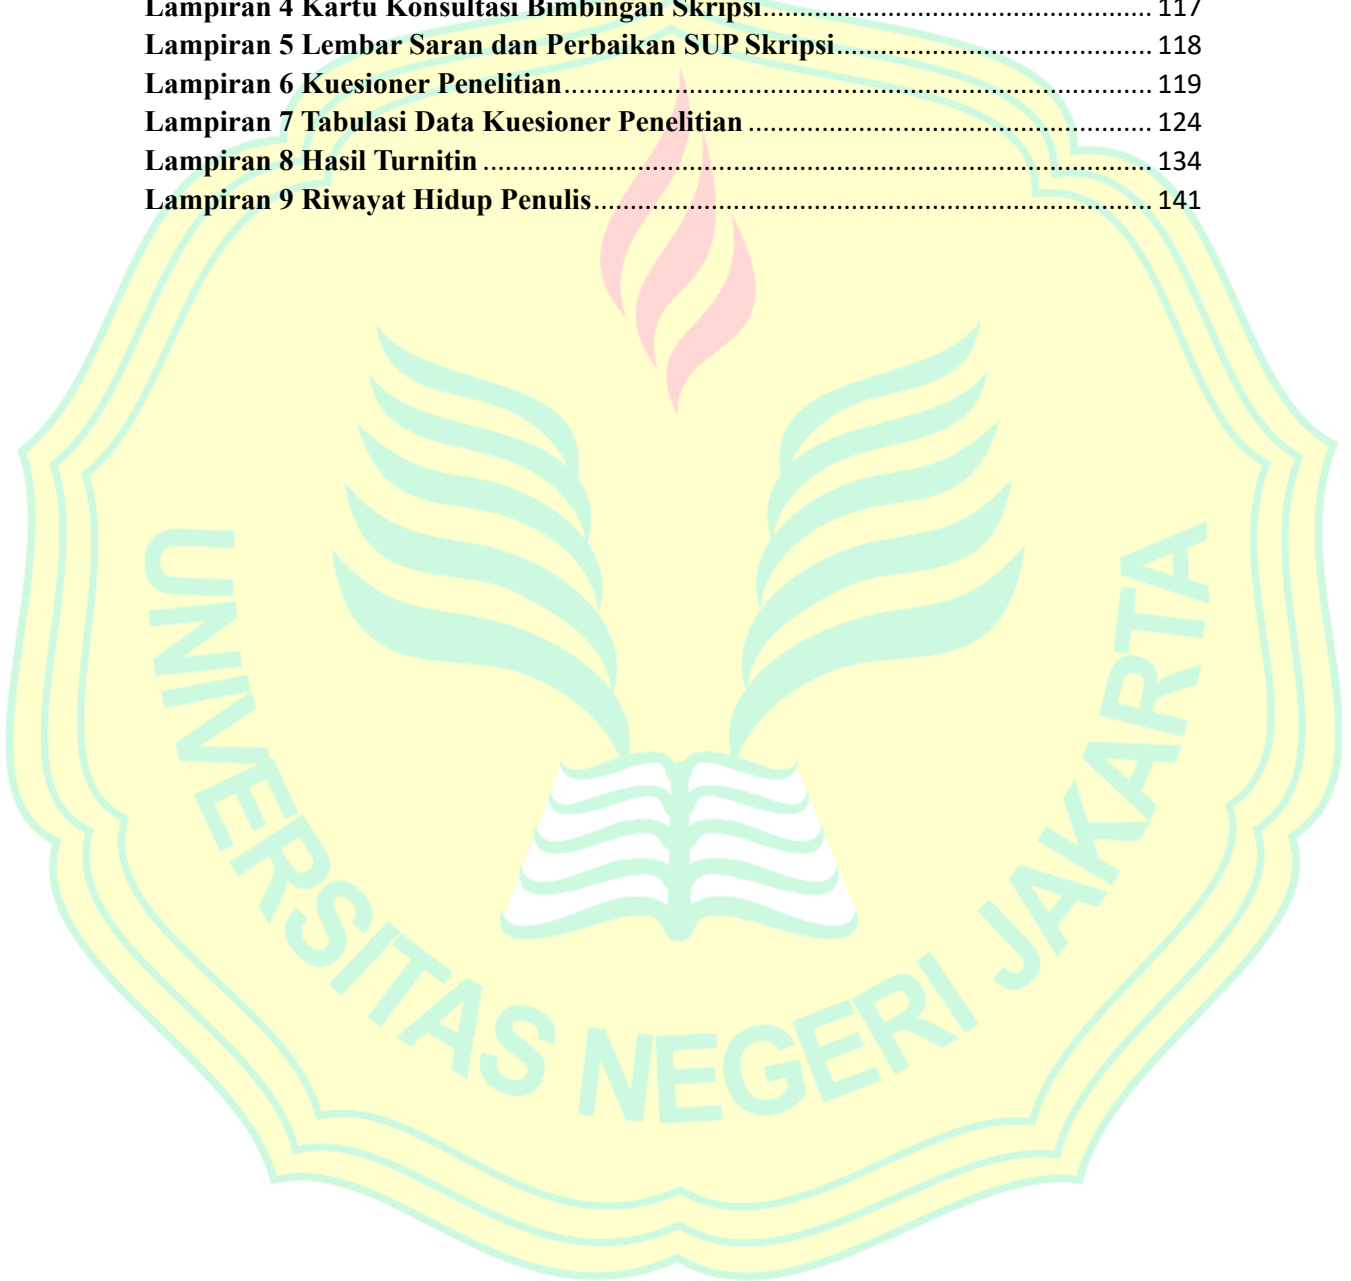 Lampiran 4 Kartu Konsultasi Bimbingan Skripsi.................................................... 117
Lampiran 5 Lembar Saran dan Perbaikan SUP Skripsi.......................................... 118
Lampiran 6 Kuesioner Penelitian................................................................................ 119
Lampiran 7 Tabulasi Data Kuesioner Penelitian ...................................................... 124
Lampiran 8 Hasil Turnitin ........................................................................................... 134
Lampiran 9 Riwayat Hidup Penulis............................................................................ 141
UNIVERSITAS NEGERI JAKARTA